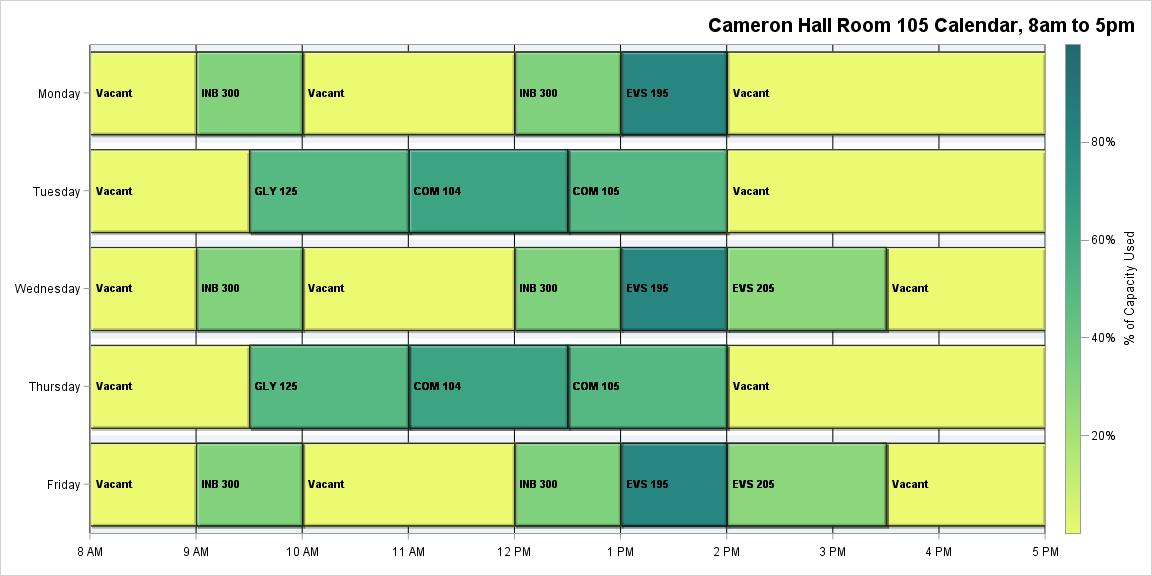 Cameron Hall Room 105 Calendar, 8am to 5pm
Monday
Vacant
INB 300
Vacant
INB 300
EVS 195
Vacant
Tuesday
Vacant
GLY 125
COM 104
COM 105
Vacant
Wednesday
Vacant
INB 300
Vacant
INB 300
EVS 195
EVS 205
Vacant
Thursday
Vacant
GLY 125
COM 104
COM 105
Vacant
Friday
Vacant
INB 300
Vacant
INB 300
EVS 195
EVS 205
Vacant
8 AM
9 AM
10 AM
11 AM
12 PM
1 PM
2 PM
3 PM
4 PM
5 PM
80%
60%
40%
20%
% of Capacity Used